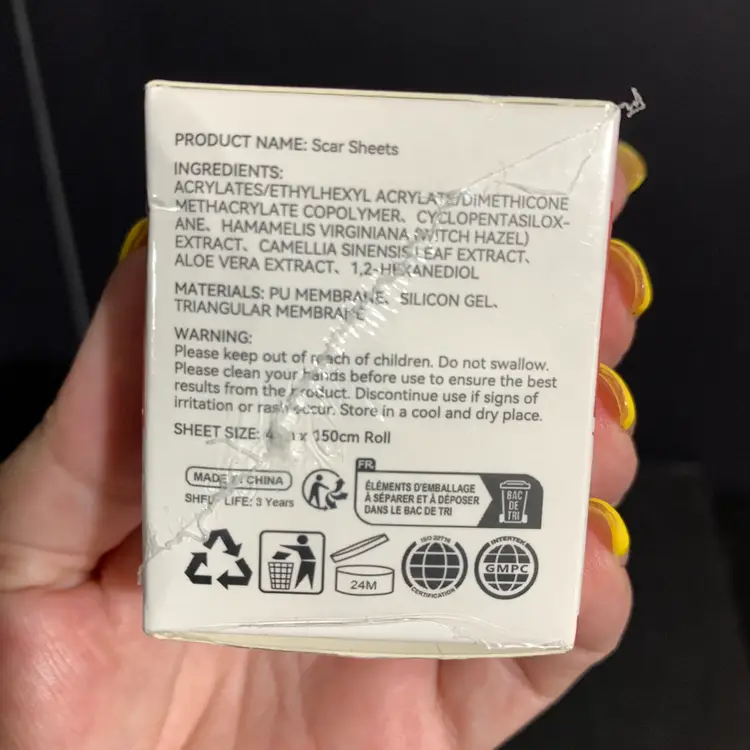 PRODUCT NAME: Scar Sheets
INGREDIENTS:
ACRYLATES/ETHYLHEXYL ACRYLATE/DIMETHICONE
METHACRYLATE COPOLYMER、CYCLOPENTASILOX-
ANE、HAMAMELIS VIRGINIANA (WITCH HAZEL)
EXTRACT、CAMELLIA SINENSIS LEAF EXTRACT、
ALOE VERA EXTRACT、1,2-HEXANEDIOL
MATERIALS: PU MEMBRANE、SILICON GEL、
TRIANGULAR MEMBRANE
WARNING:
Please keep out of reach of children. Do not swallow.
Please clean your hands before use to ensure the best
results from the product. Discontinue use if signs of
irritation or rash occur. Store in a cool and dry place.
SHEET SIZE: x 150cm Roll
MADE IN CHINA
SHELF LIFE: 3 Years
FR
ÉLÉMENTS D'EMBALLAGE
À SÉPARER ET À DÉPOSER
DANS LE BAC DE TRI
BAC
DE
TRI
24M
ISO 22716
CERTIFICATION
INTERTEK
GMPC